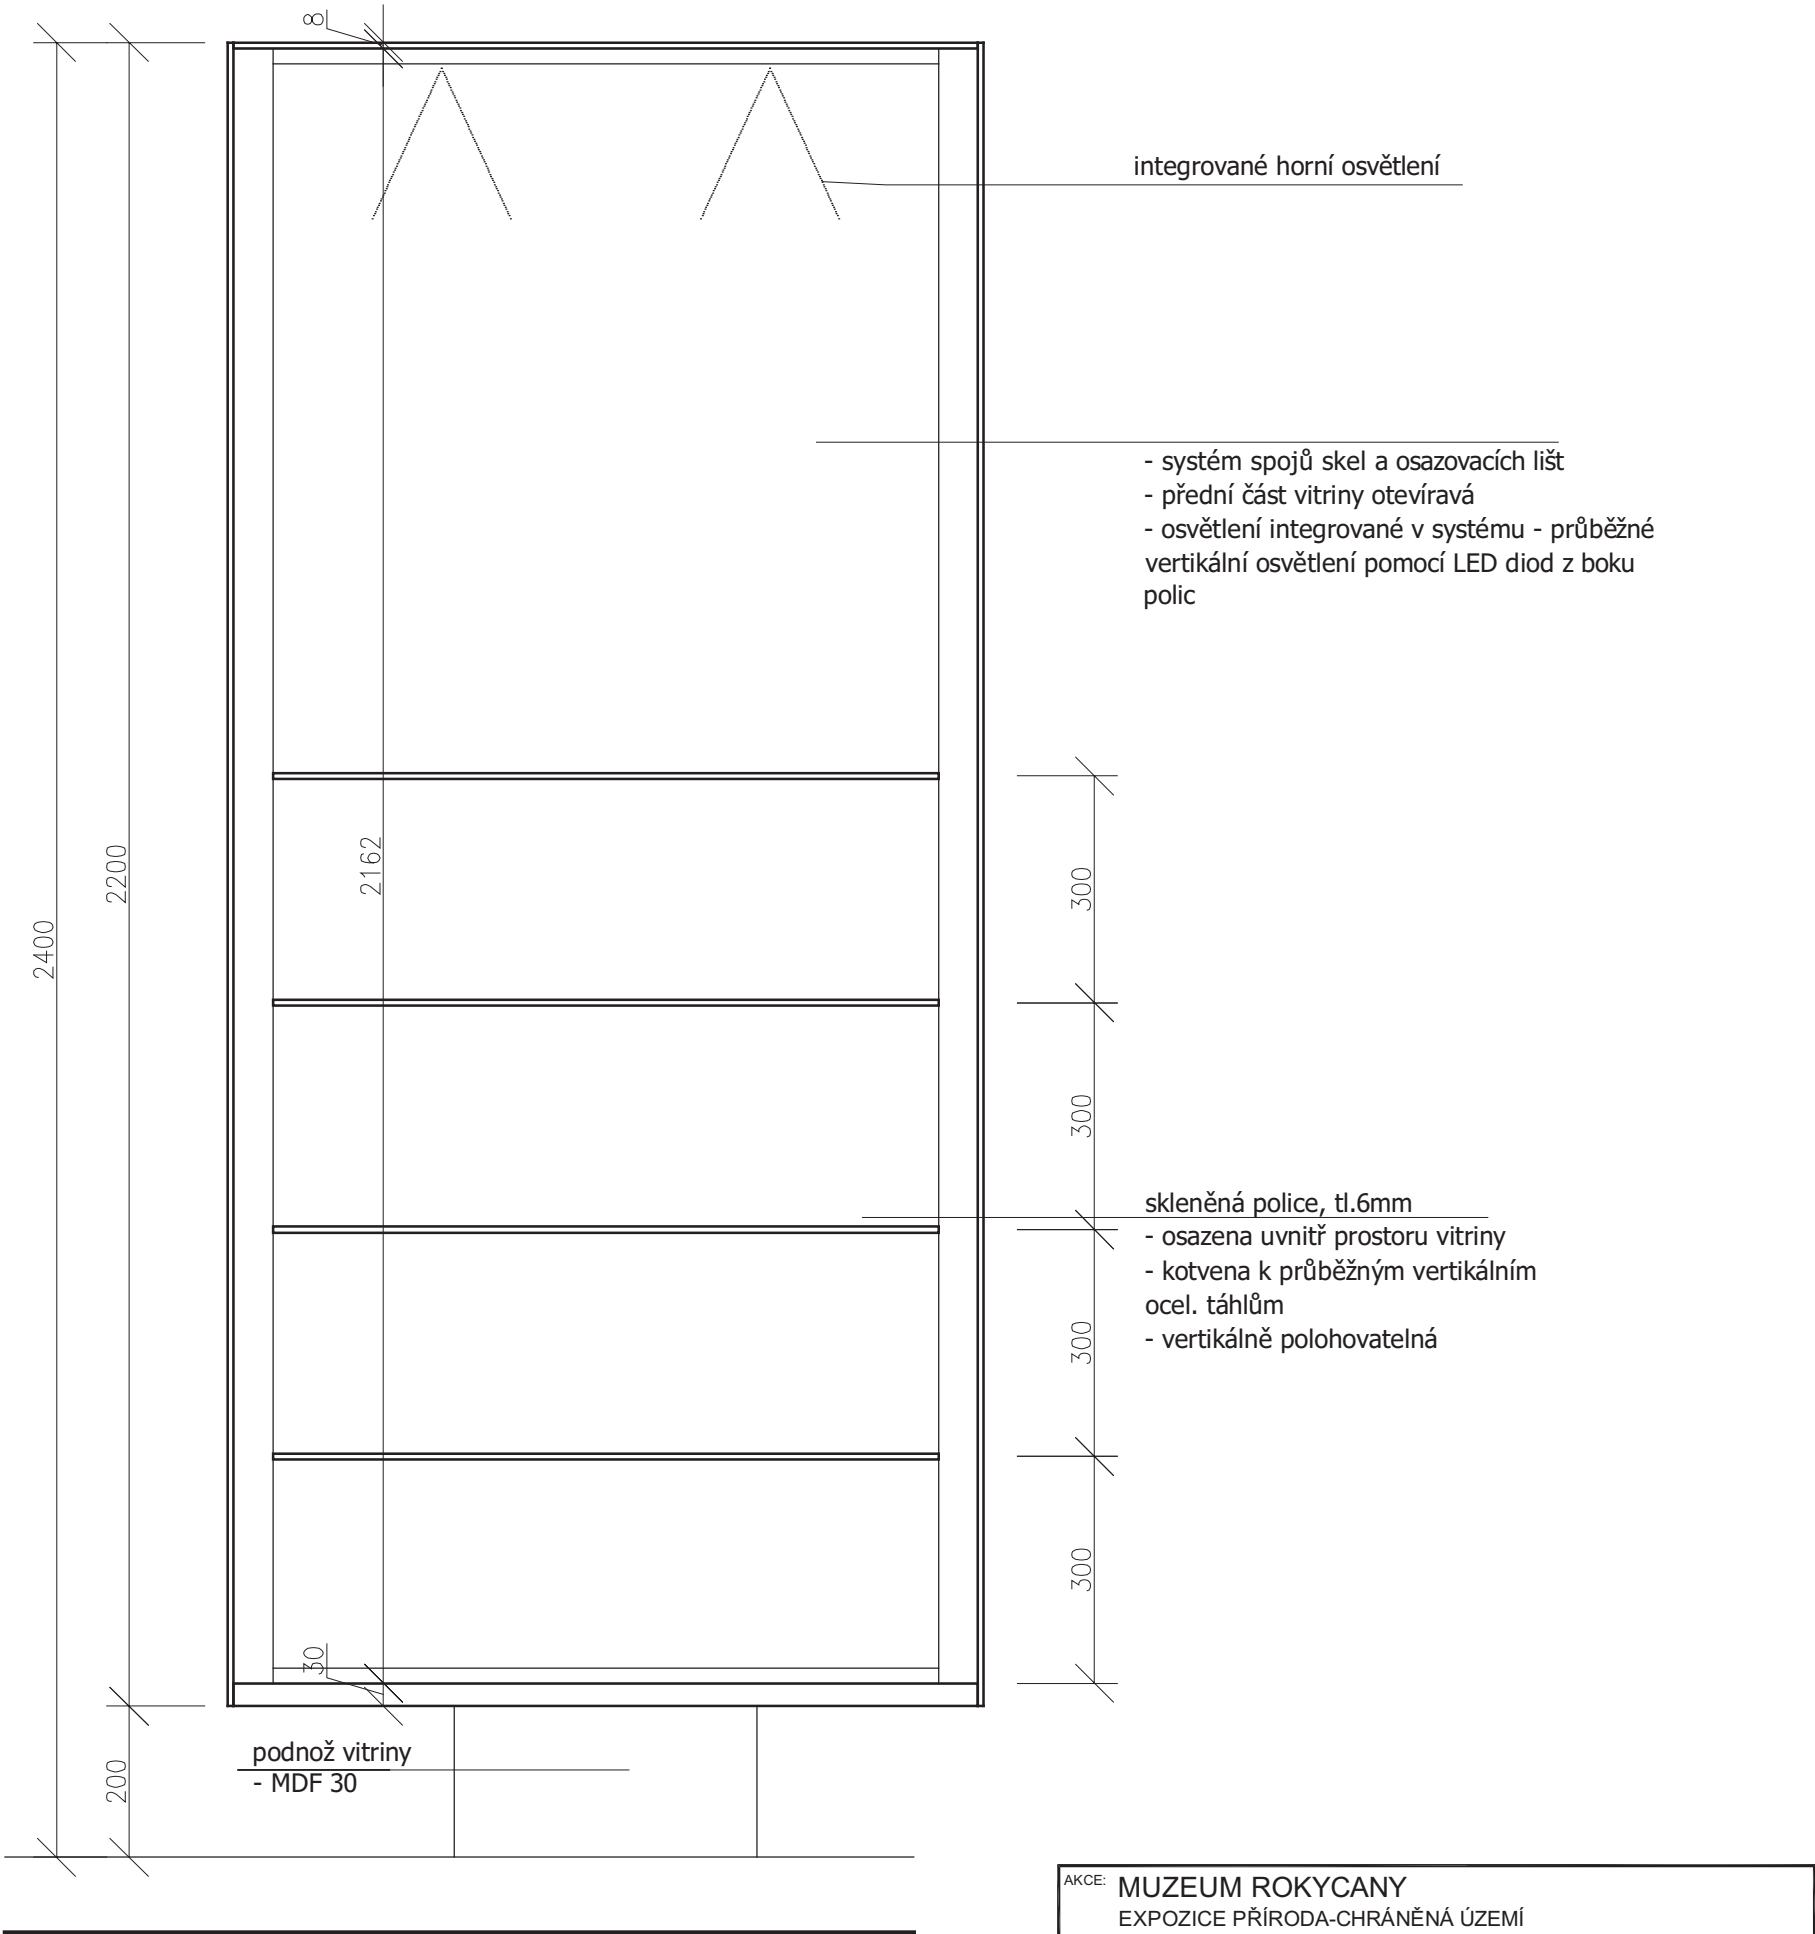 8
integrované horní osvětlení
- systém spojů skel a osazovacích lišt
- přední část vitriny otevíravá
- osvětlení integrované v systému - průběžné
vertikální osvětlení pomocí LED diod z boku
polic
2162
2200
2400
300
300
skleněná police, tl.6mm
- osazena uvnitř prostoru vitriny
- kotvena k průběžným vertikálním
ocel. táhlům
- vertikálně polohovatelná
300
300
30
podnož vitriny
- MDF 30
200
AKCE: MUZEUM ROKYCANY
EXPOZICE PŘÍRODA-CHRÁNĚNÁ ÚZEMÍ